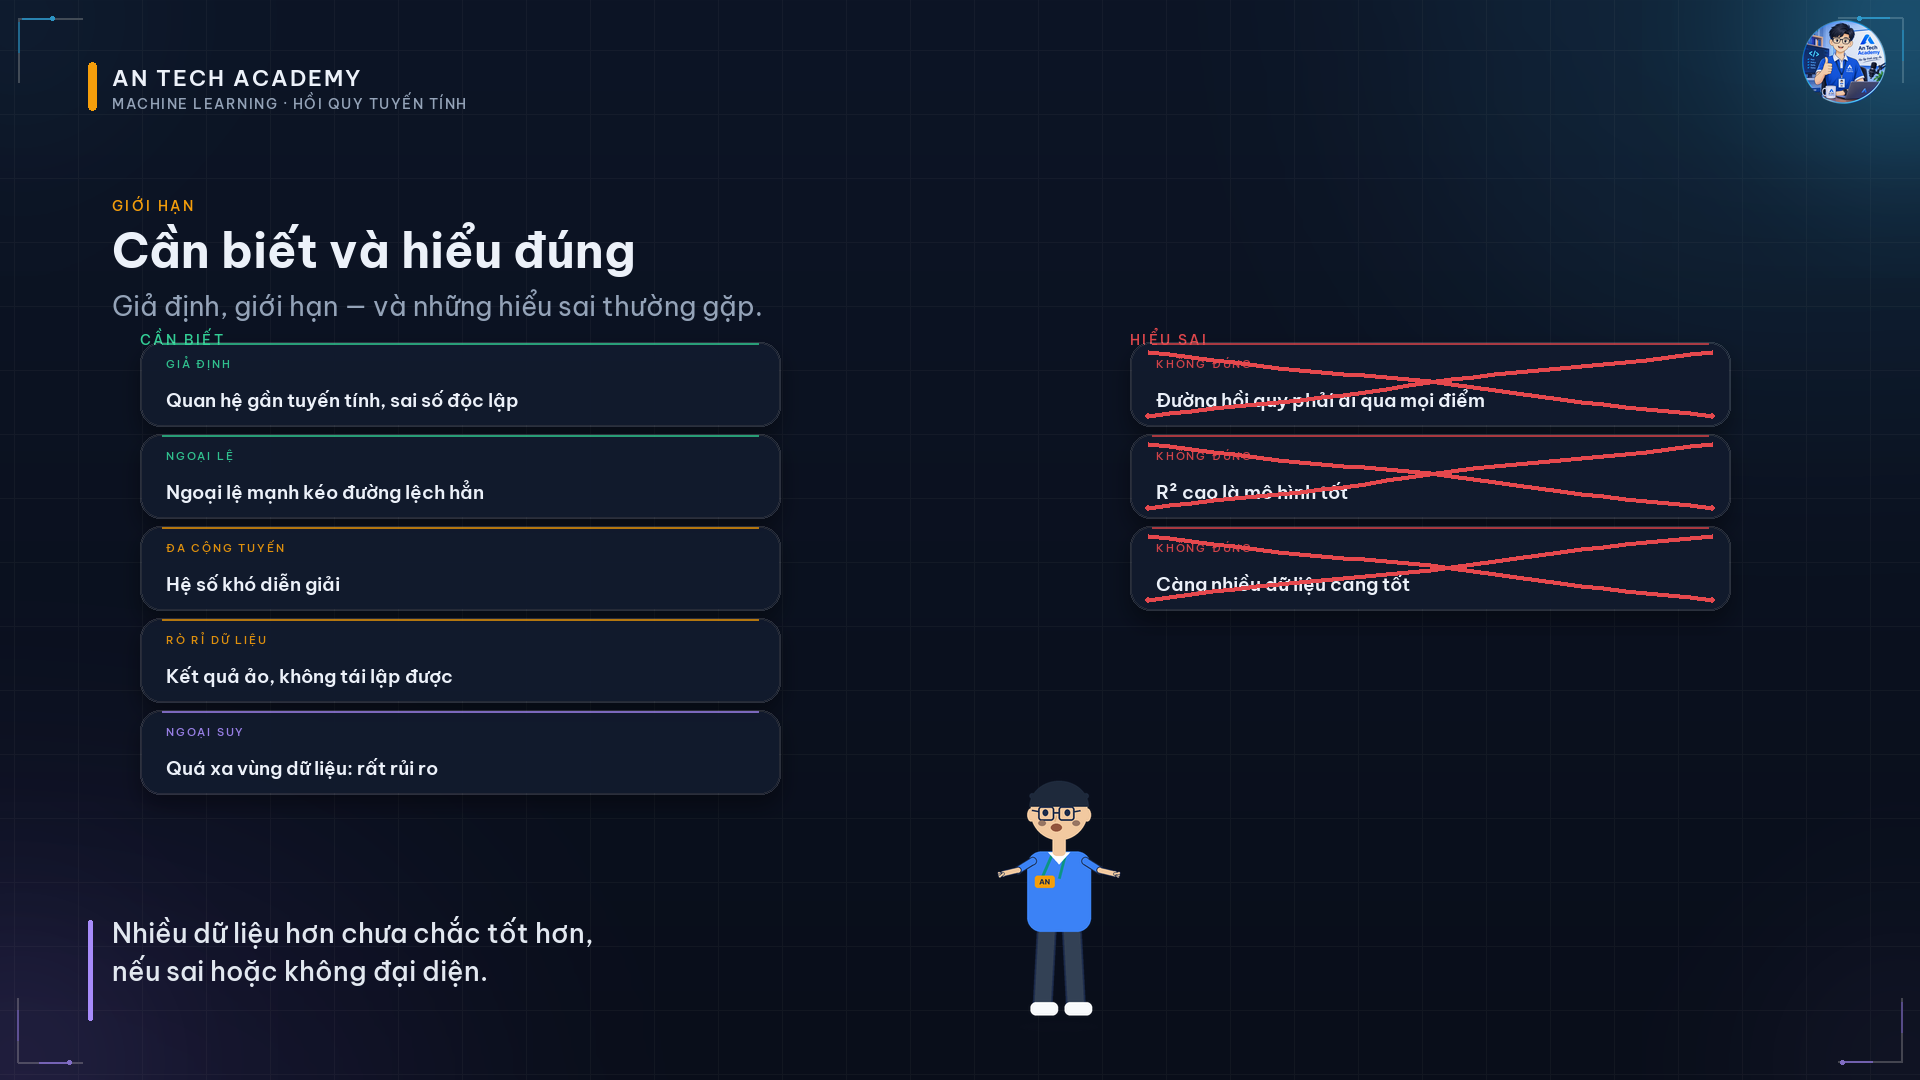 AN TECH ACADEMY
MACHINE LEARNING · HỒI QUY TUYẾN TÍNH
An Tech
Academy
GIỚI HẠN
Cần biết và hiểu đúng
Giả định, giới hạn — và những hiểu sai thường gặp.
CẦN BIẾT
GIẢ ĐỊNH
Quan hệ gần tuyến tính, sai số độc lập
NGOẠI LỆ
Ngoại lệ mạnh kéo đường lệch hẳn
ĐA CỘNG TUYẾN
Hệ số khó diễn giải
RÒ RỈ DỮ LIỆU
Kết quả ảo, không tái lập được
NGOẠI SUY
Quá xa vùng dữ liệu: rất rủi ro
HIỂU SAI
KHÔNG ĐÚNG
Đường hồi quy phải đi qua mọi điểm
KHÔNG ĐÚNG
R² cao là mô hình tốt
KHÔNG ĐÚNG
Càng nhiều dữ liệu càng tốt
AN
Nhiều dữ liệu hơn chưa chắc tốt hơn,
nếu sai hoặc không đại diện.